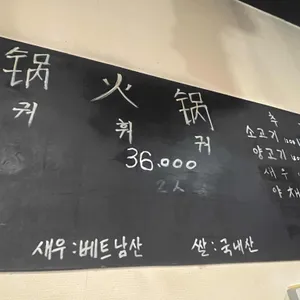 锅 火 锅
궈 훠 궈
36.000
2人
새우:베트남산 쌀:국내산
추
소고기
양고기
새우
야채